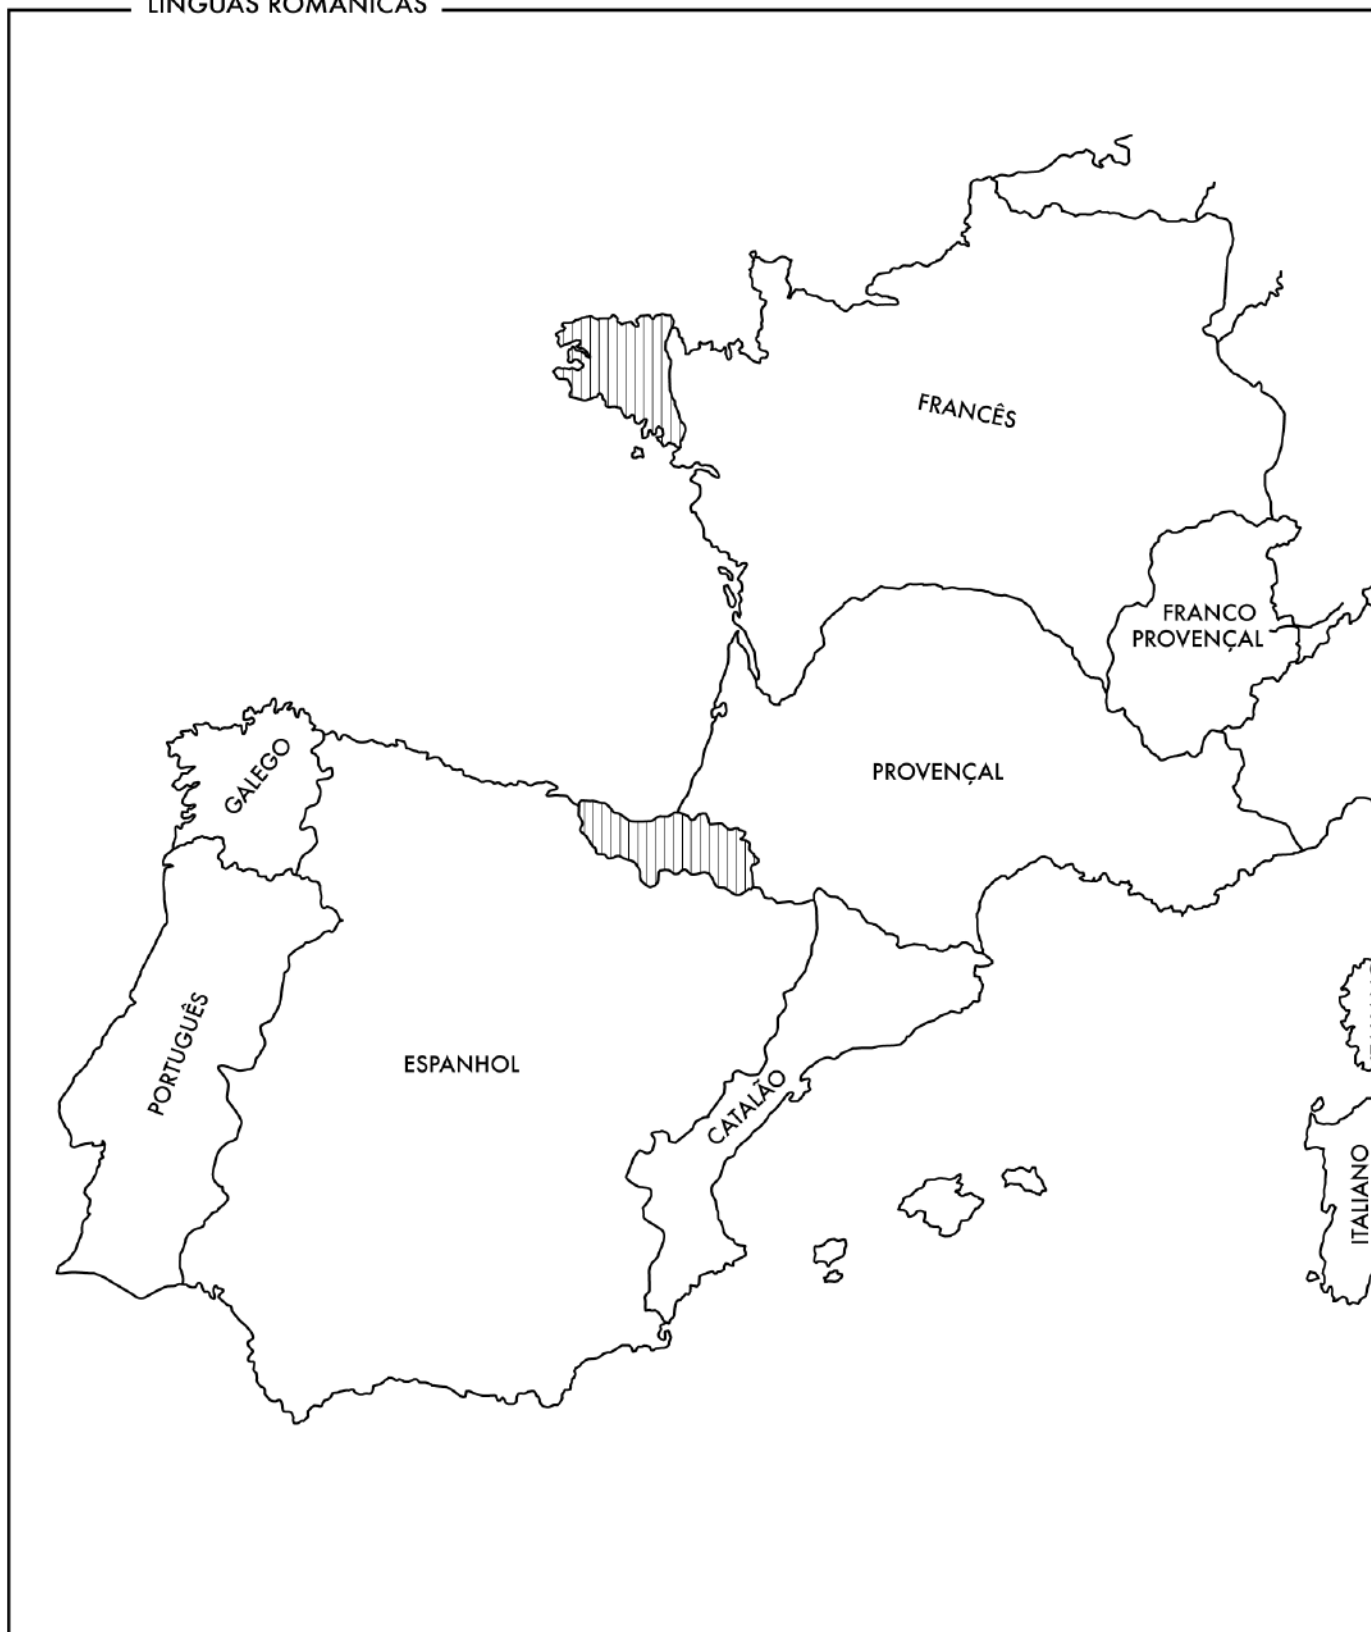 LÍNGUAS ROMÂNICAS
FRANCÊS
FRANCO
PROVENÇAL
GALEGO
PROVENÇAL
PORTUGUÊS
ESPANHOL
CATALÃO
ITALIANO